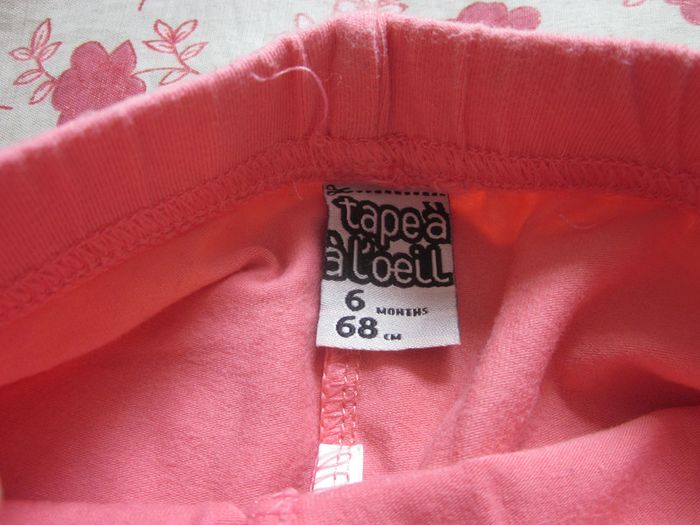 tape à
à l'oeil
6 MONTHS
68 CM